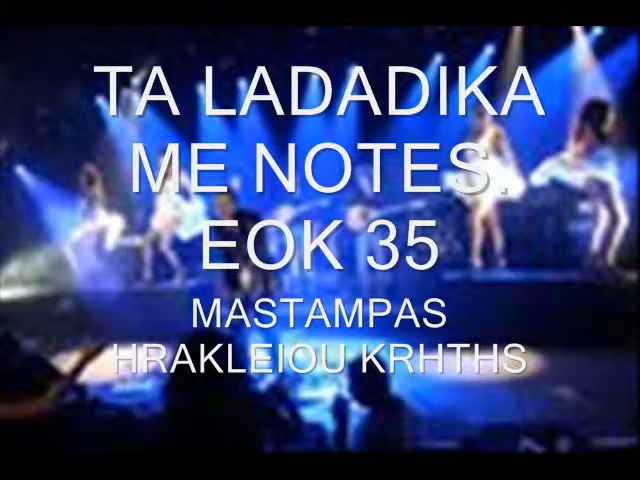 TA LADADIKA
ME NOTES.
EOK 35
MASTAMPAS
HRAKLEIOU KRHTHS